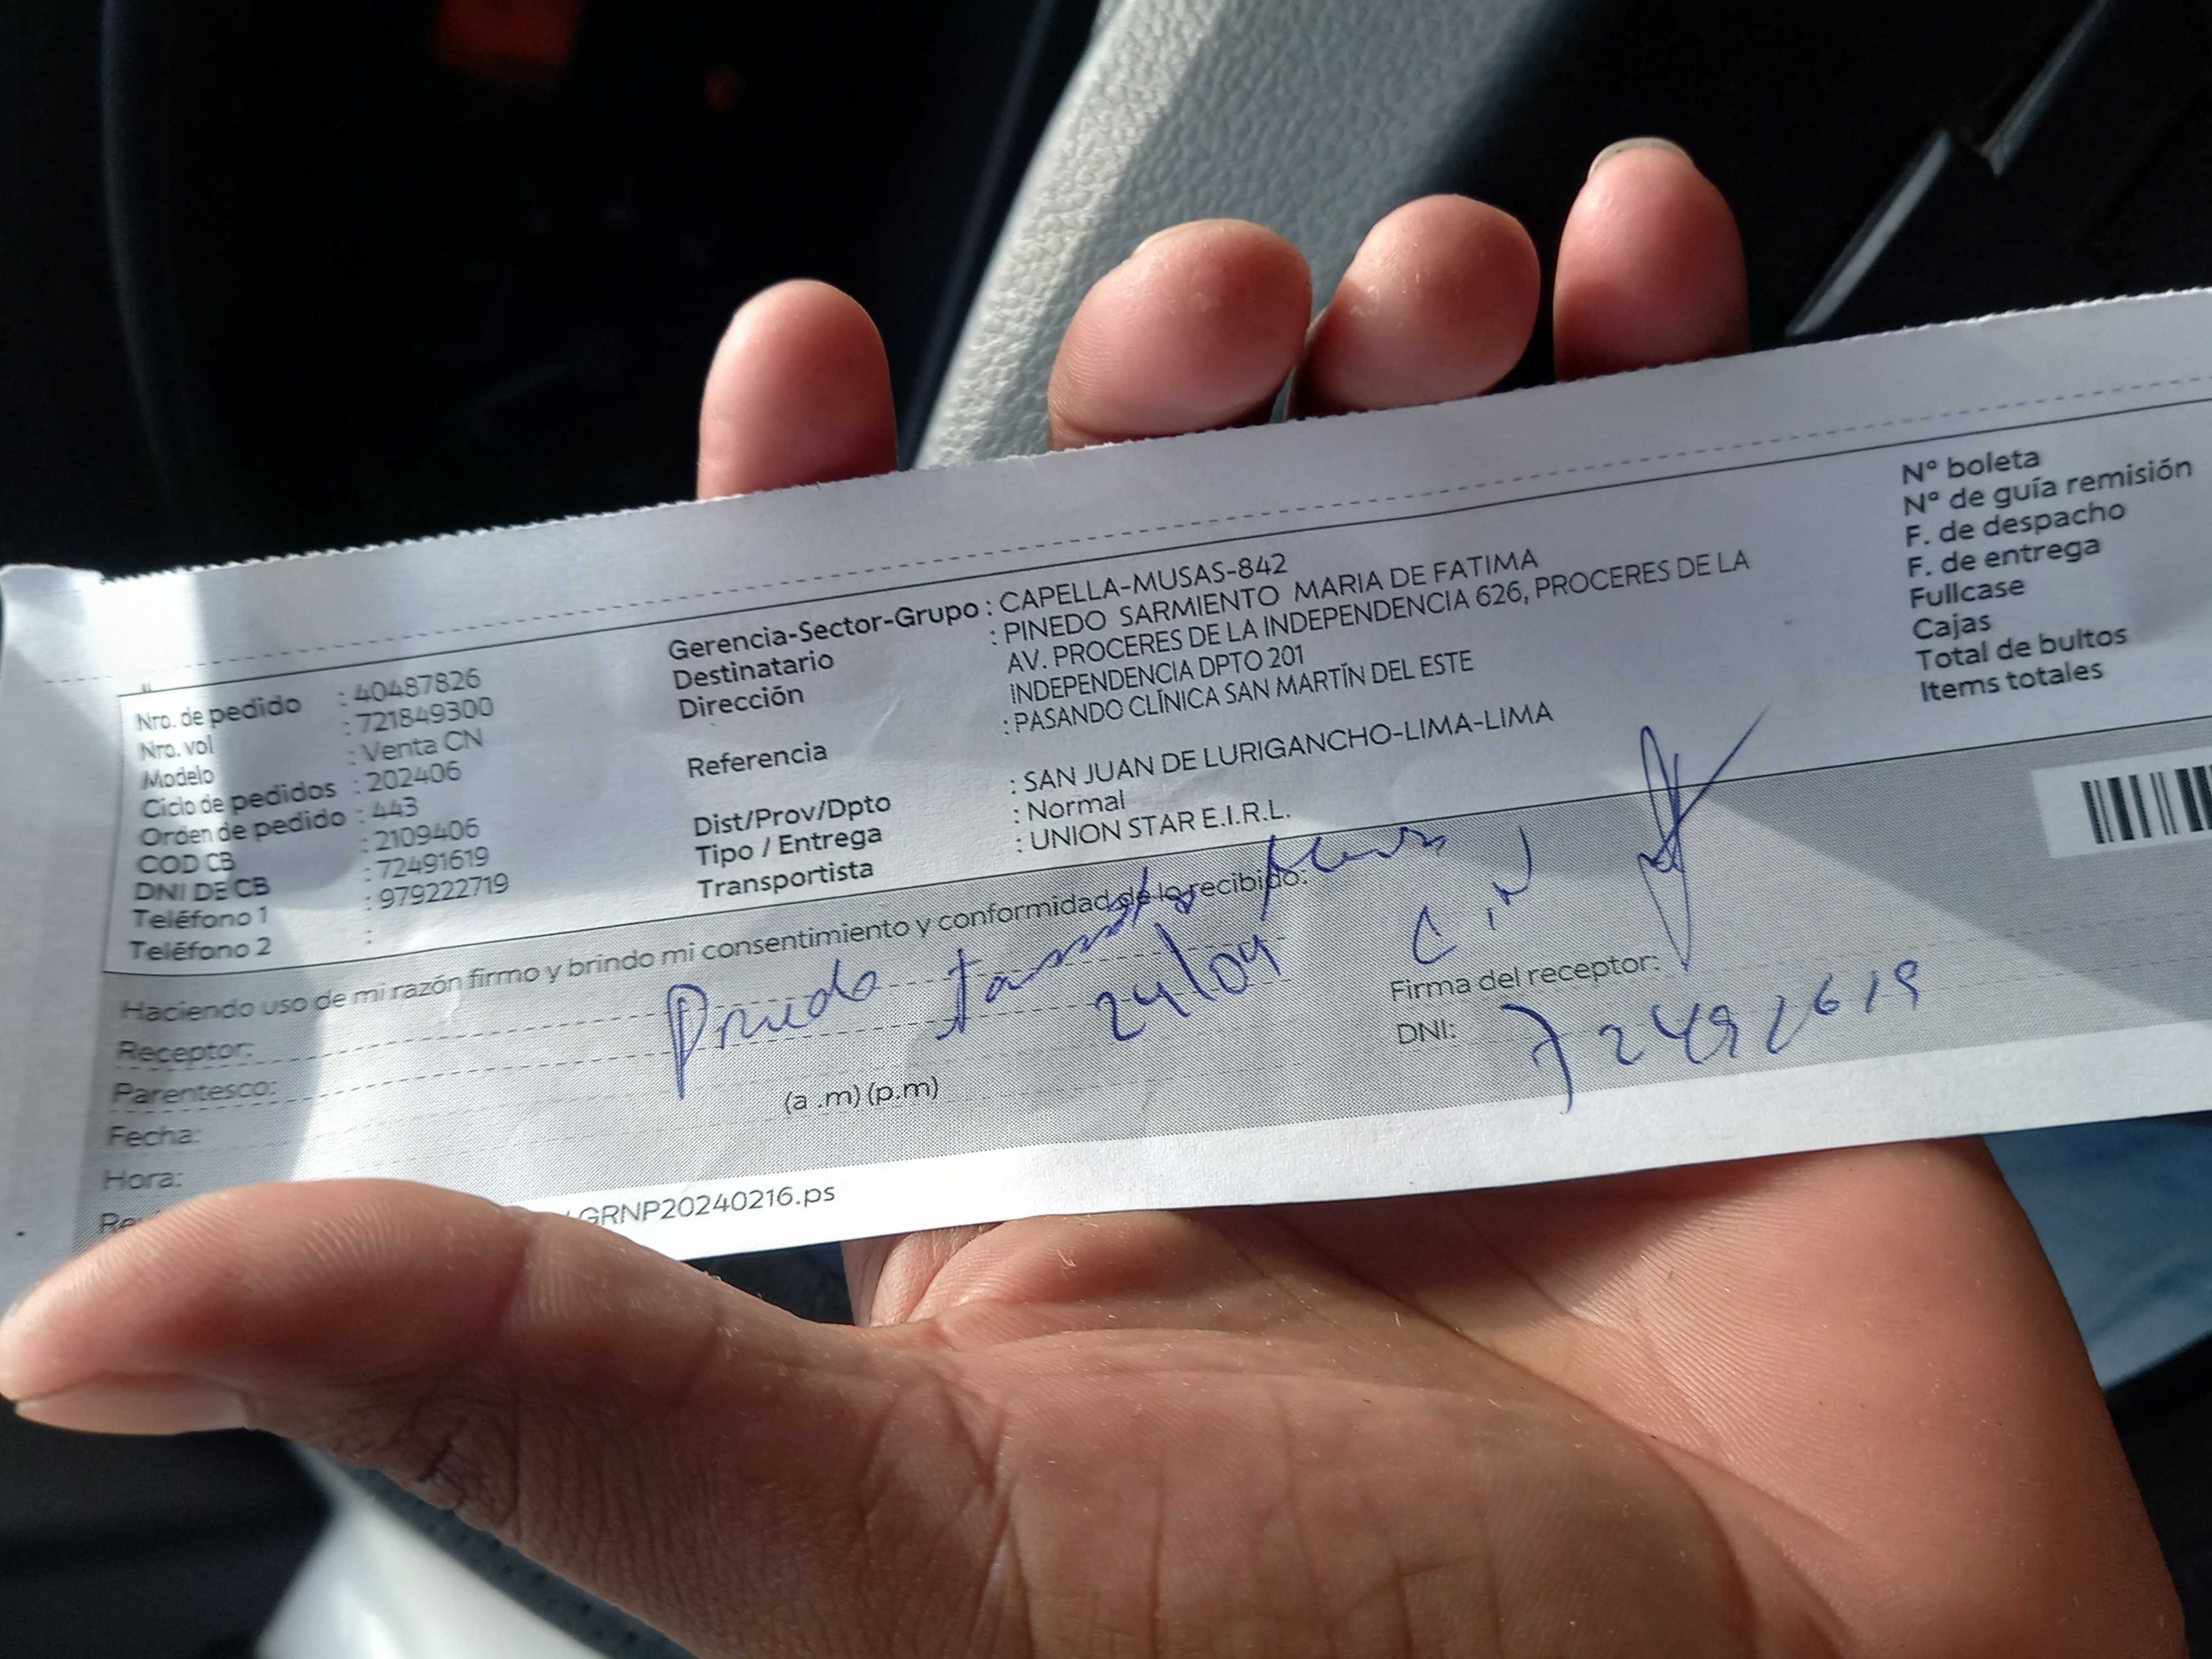 Nro. de pedido : 40487826
Nro. vol : 721849300
Modelo : Venta CN
Ciclo de pedidos : 202406
Orden de pedido : 443
COD CB : 2109406
DNI DE CB : 72491619
Teléfono 1 : 979222719
Teléfono 2 :
Gerencia-Sector-Grupo : CAPELLA-MUSAS-842
Destinatario : PINEDO SARMIENTO MARIA DE FATIMA
Dirección AV. PROCERES DE LA INDEPENDENCIA 626, PROCERES DE LA
INDEPENDENCIA DPTO 201
Referencia : PASANDO CLÍNICA SAN MARTÍN DEL ESTE
Dist/Prov/Dpto : SAN JUAN DE LURIGANCHO-LIMA-LIMA
Tipo / Entrega : Normal
Transportista : UNION STAR E.I.R.L.
Nº boleta
Nº de guía remisión
F. de despacho
F. de entrega
Fullcase
Cajas
Total de bultos
Items totales
Haciendo uso de mi razón firmo y brindo mi consentimiento y conformidad de lo recibido:
Receptor:
Parentesco:
Fecha: 24/04
Hora: (a .m) (p.m)
Firma del receptor:
DNI: 72491619
GRNP20240216.ps